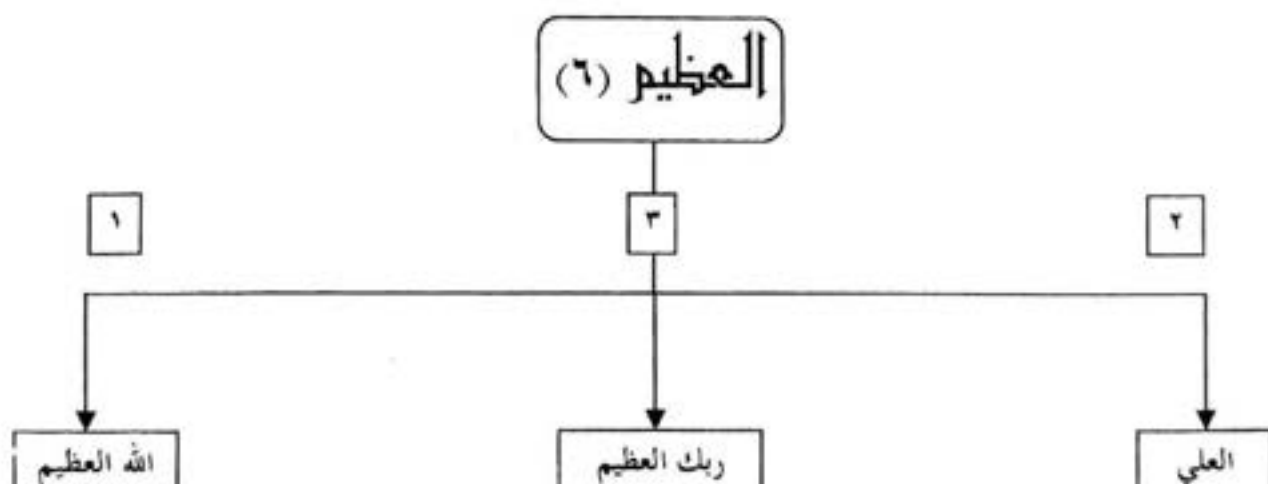 العظيم (٦)
٢
٣
١
العلي
ربك العظيم
الله العظيم